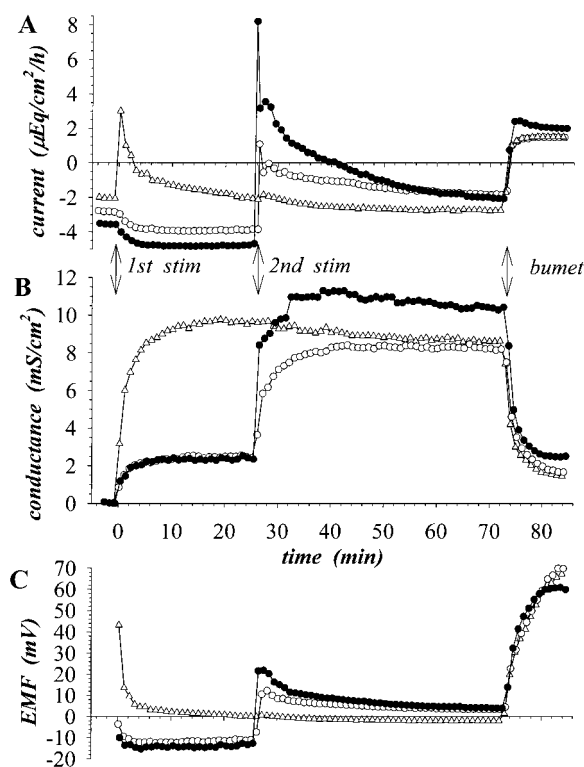 A
current (µEq/cm²/h)
8
6
4
2
0
-2
-4
1st stim
2nd stim
bumet
B
conductance (mS/cm²)
12
10
8
6
4
2
0
0 10 20 30 40 50 60 70 80
time (min)
C
EMF (mV)
70
60
50
40
30
20
10
0
-10
-20